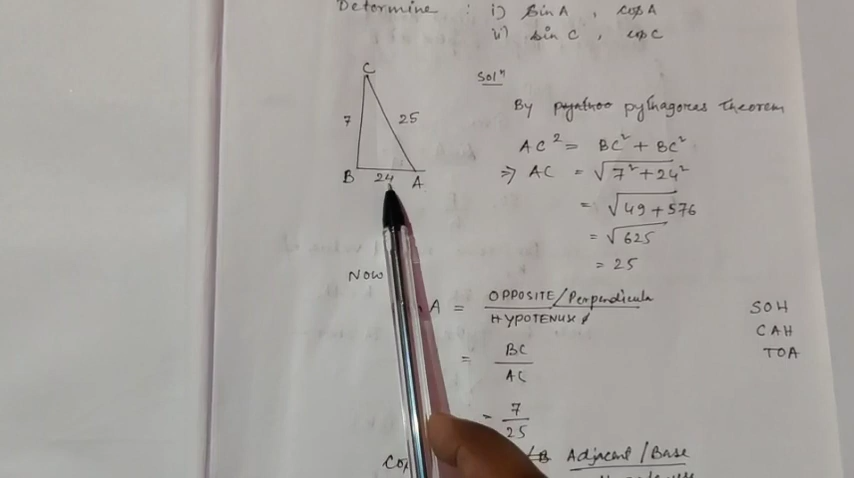 Determine : i) sin A , cos A
ii) sin C , cos C
C
7 25
B 24 A
Solⁿ
By pythagoras Theorem
AC² = BC² + BC²
⇒ AC = √7² + 24²
= √49 + 576
= √625
= 25
Now
A = OPPOSITE / Perpendicula
HYPOTENUSE
= BC
AC
= 7
25
SOH
CAH
TOA
Adjacent / Base